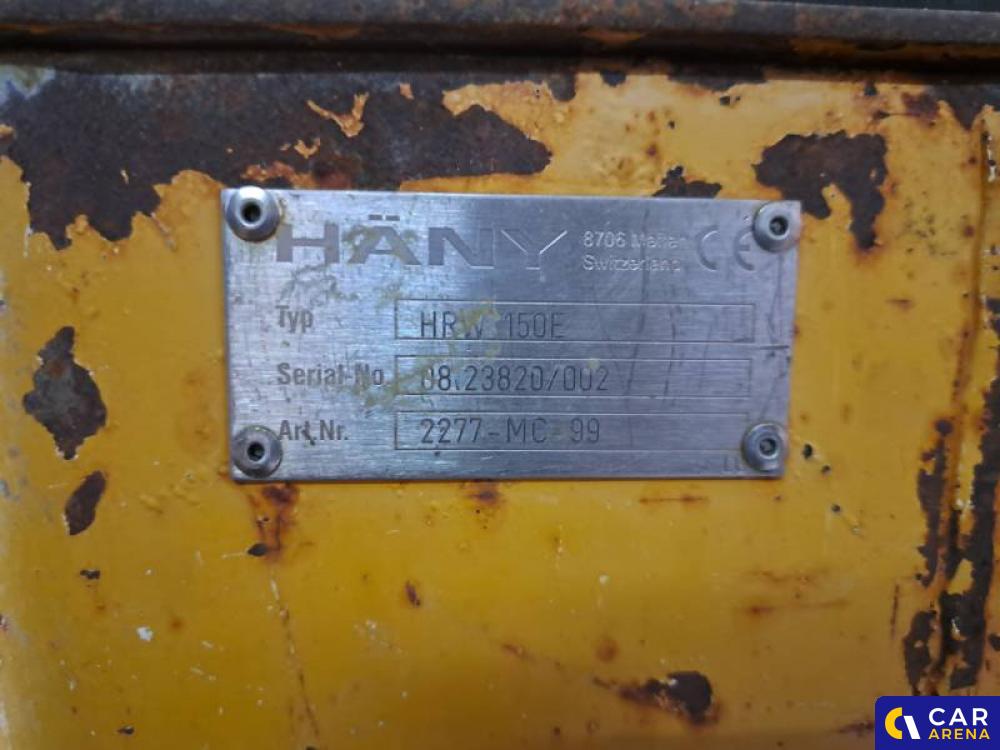 HÄNY
8706 Meilen
Switzerland
CE
Typ HRW 150E
Serial-No. 08.23820/002
Art.Nr. 2277-MC-99
CAR
ARENA